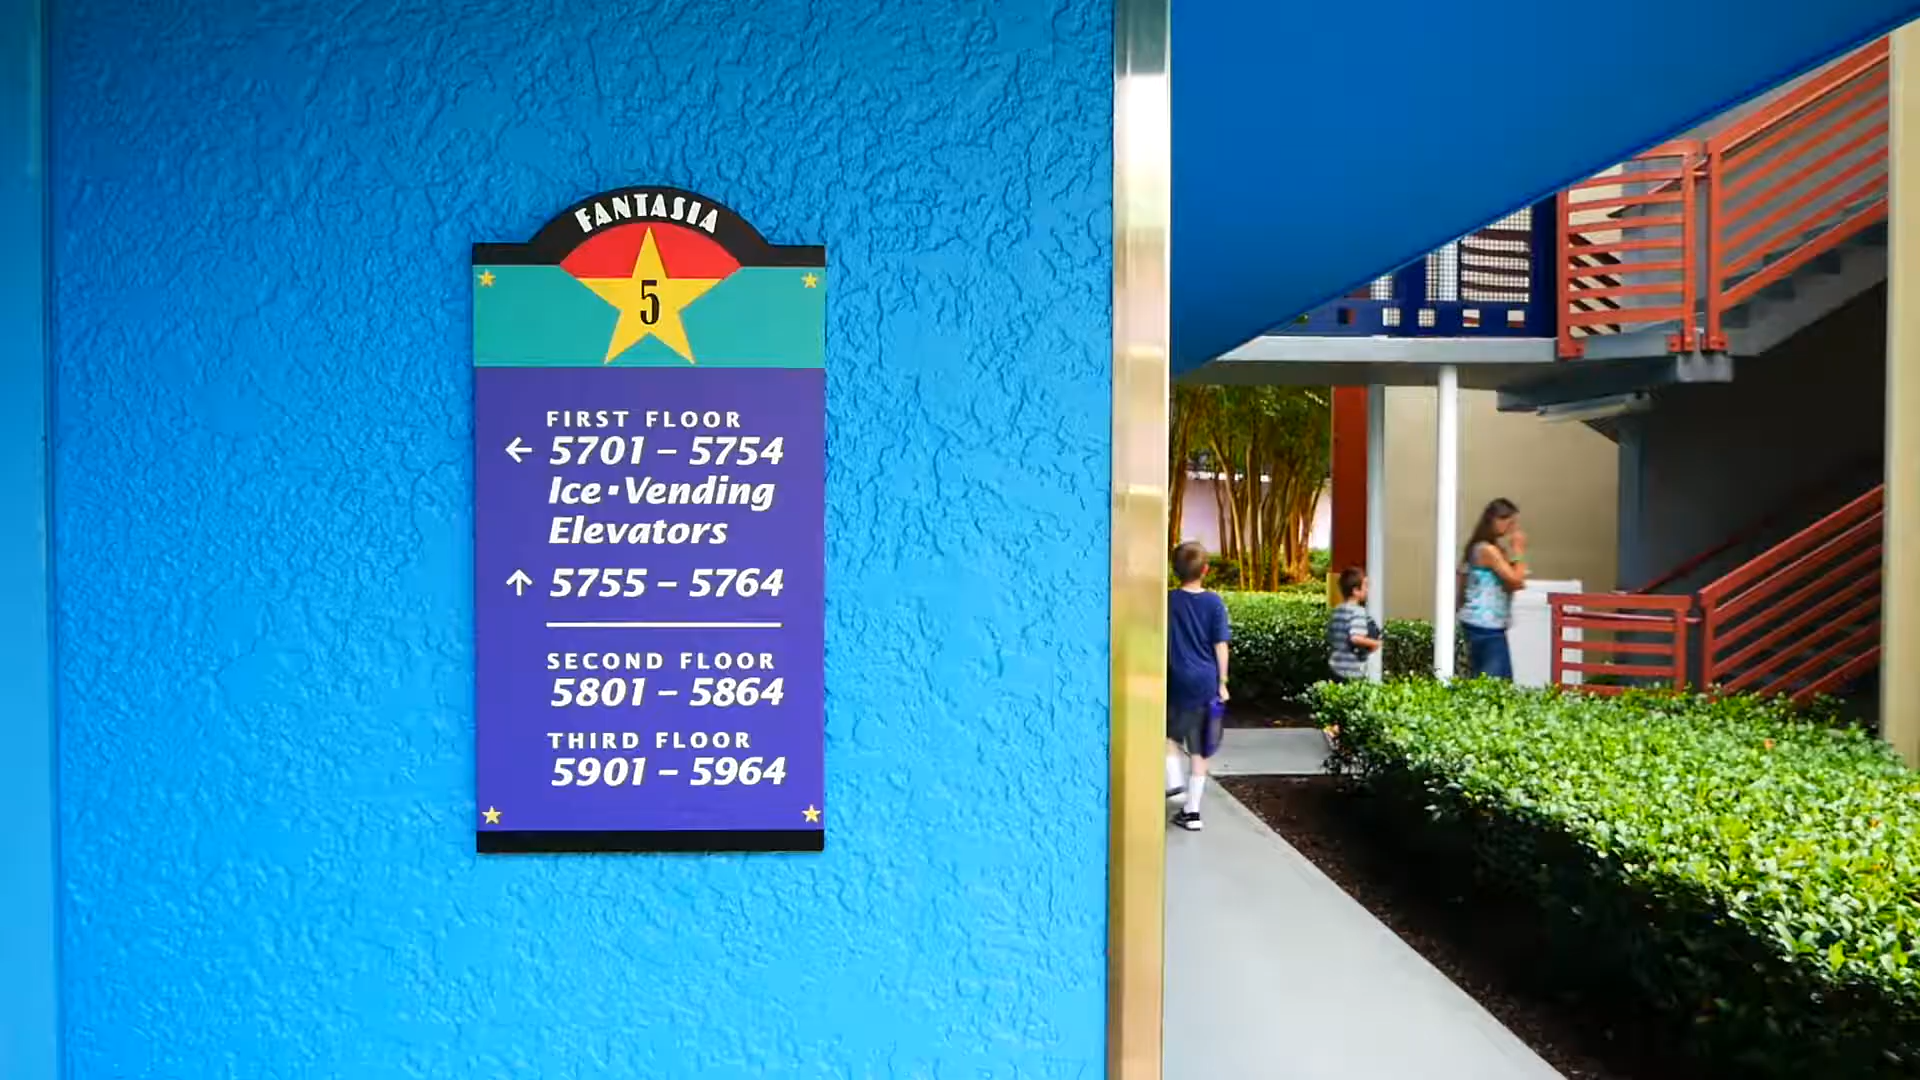 FANTASIA
5
FIRST FLOOR
← 5701 – 5754
Ice ▪ Vending
Elevators
↑ 5755 – 5764
SECOND FLOOR
5801 – 5864
THIRD FLOOR
5901 – 5964